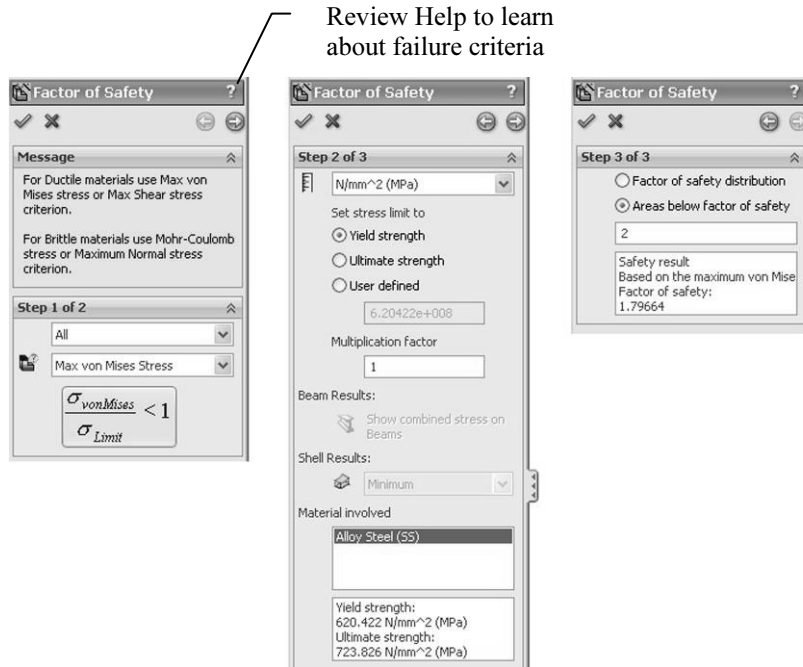 Review Help to learn
about failure criteria
Factor of Safety ?
Message
For Ductile materials use Max von
Mises stress or Max Shear stress
criterion.
For Brittle materials use Mohr-Coulomb
stress or Maximum Normal stress
criterion.
Step 1 of 2
All
Max von Mises Stress
σ vonMises
σ Limit
< 1
Factor of Safety ?
Step 2 of 3
N/mm^2 (MPa)
Set stress limit to
Yield strength
Ultimate strength
User defined
6.20422e+008
Multiplication factor
1
Beam Results:
Show combined stress on
Beams
Shell Results:
Minimum
Material involved
Alloy Steel (SS)
Yield strength:
620.422 N/mm^2 (MPa)
Ultimate strength:
723.826 N/mm^2 (MPa)
Factor of Safety ?
Step 3 of 3
Factor of safety distribution
Areas below factor of safety
2
Safety result
Based on the maximum von Mise
Factor of safety:
1.79664